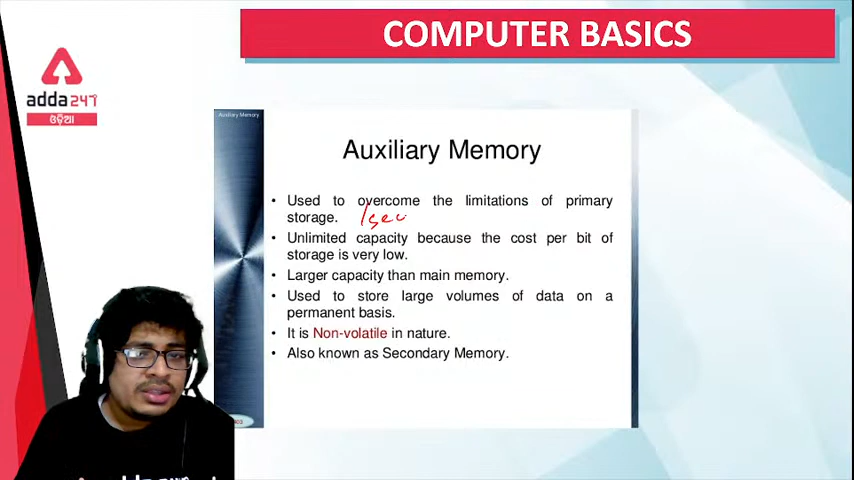 COMPUTER BASICS
adda247
ଓଡ଼ିଆ
Auxiliary Memory
Auxiliary Memory
• Used to overcome the limitations of primary
storage.
• Unlimited capacity because the cost per bit of
storage is very low.
• Larger capacity than main memory.
• Used to store large volumes of data on a
permanent basis.
• It is Non-volatile in nature.
• Also known as Secondary Memory.